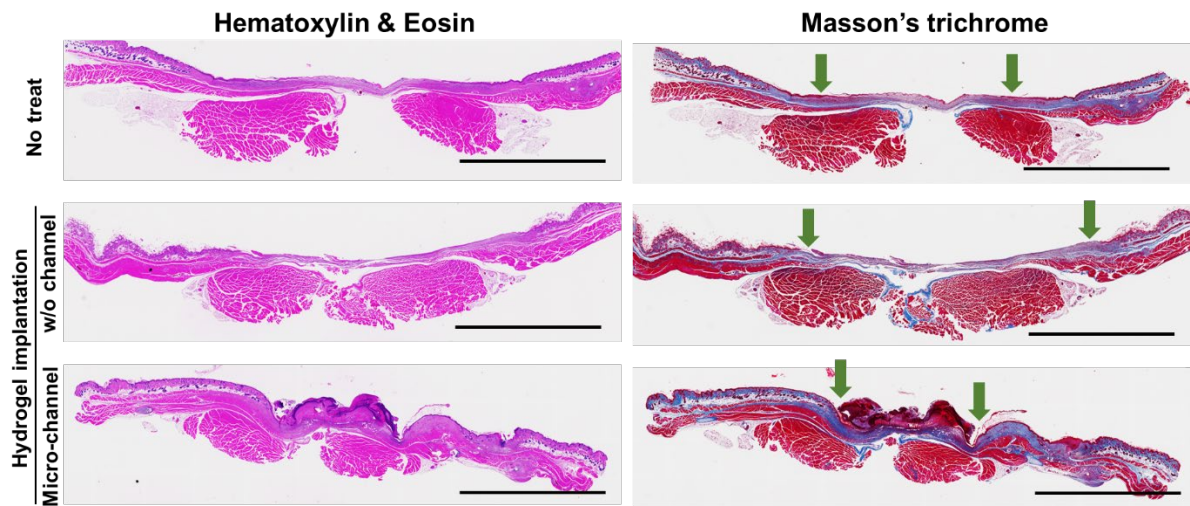 Hematoxylin & Eosin
Masson's trichrome
No treat
Hydrogel implantation
w/o channel
Micro-channel